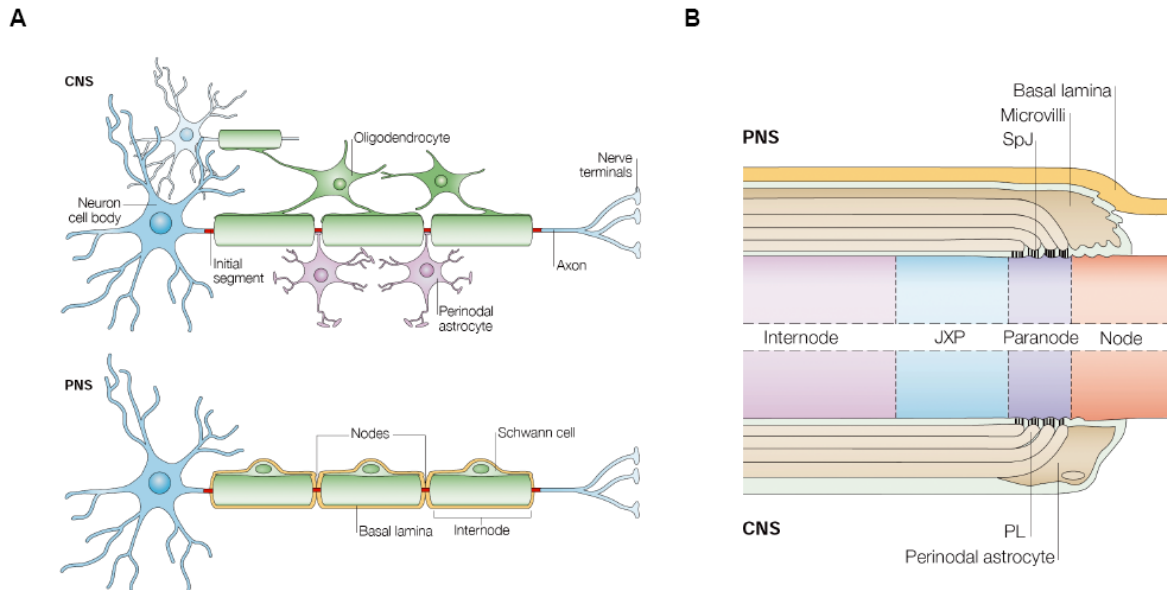 A
CNS
Oligodendrocyte
Nerve
terminals
Neuron
cell body
Initial
segment
Axon
Perinodal
astrocyte
PNS
Nodes
Schwann cell
Basal lamina
Internode
B
Basal lamina
Microvilli
PNS
SpJ
Internode
JXP
Paranode
Node
CNS
PL
Perinodal astrocyte